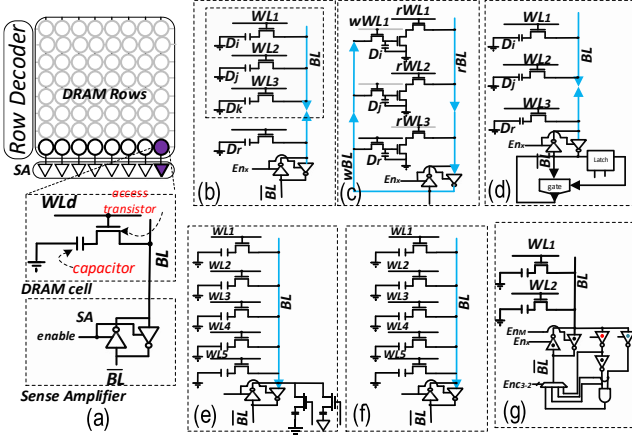 Row Decoder
DRAM Rows
SA
WLd
access
transistor
capacitor
BL
DRAM cell
SA
enable
BL
Sense Amplifier
(a)
WL1
Di
WL2
Dj
WL3
Dk
Dr
BL
Enx
BL
(b)
rWL1
wWL1
Di
rWL2
Dj
rWL3
Dr
wBL
rBL
Enx
(c)
WL1
Di
WL2
Dj
WL3
Dr
BL
Enx
BL
Latch
gate
(d)
WL1
WL2
WL3
WL4
WL5
BL
BL
(e)
WL1
WL2
WL3
WL4
WL5
BL
BL
(f)
WL1
WL2
BL
EnM
Enx
BL
EnC3-2
(g)